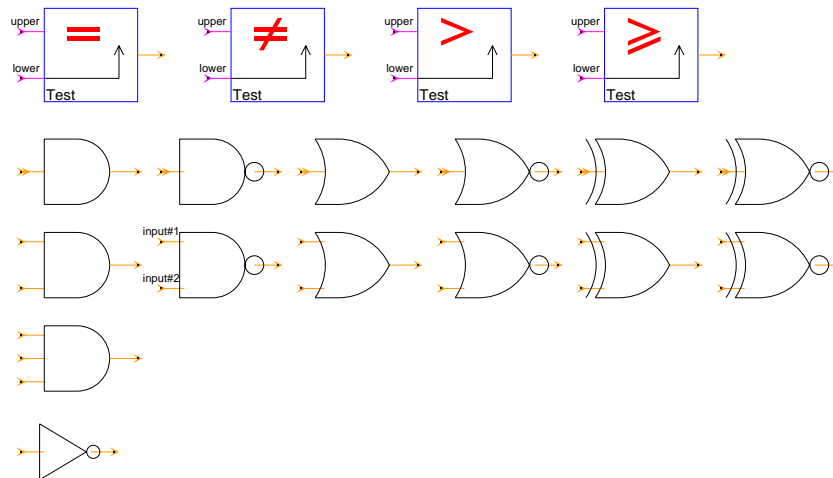 upper = upper ≠ upper > upper ⩾
lower lower lower lower
Test Test Test Test
input#1
input#2